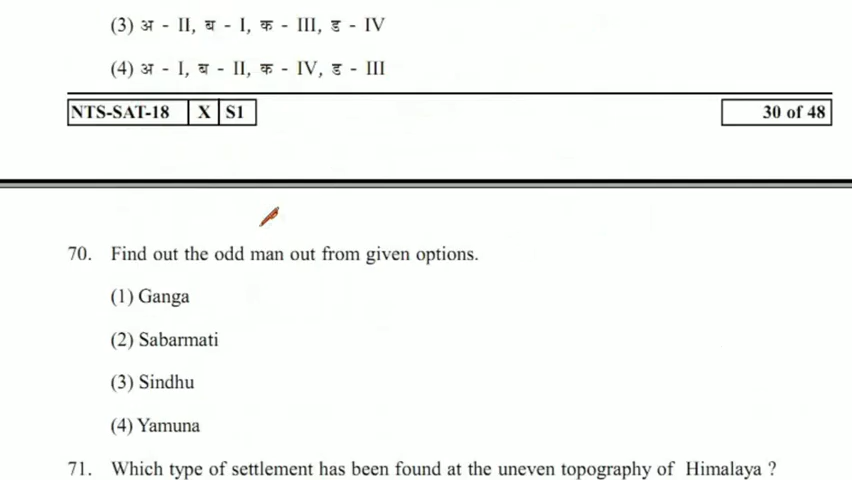 (3) अ - II, ब - I, क - III, ड - IV
(4) अ - I, ब - II, क - IV, ड - III
NTS-SAT-18 X S1 30 of 48
70. Find out the odd man out from given options.
(1) Ganga
(2) Sabarmati
(3) Sindhu
(4) Yamuna
71. Which type of settlement has been found at the uneven topography of Himalaya ?